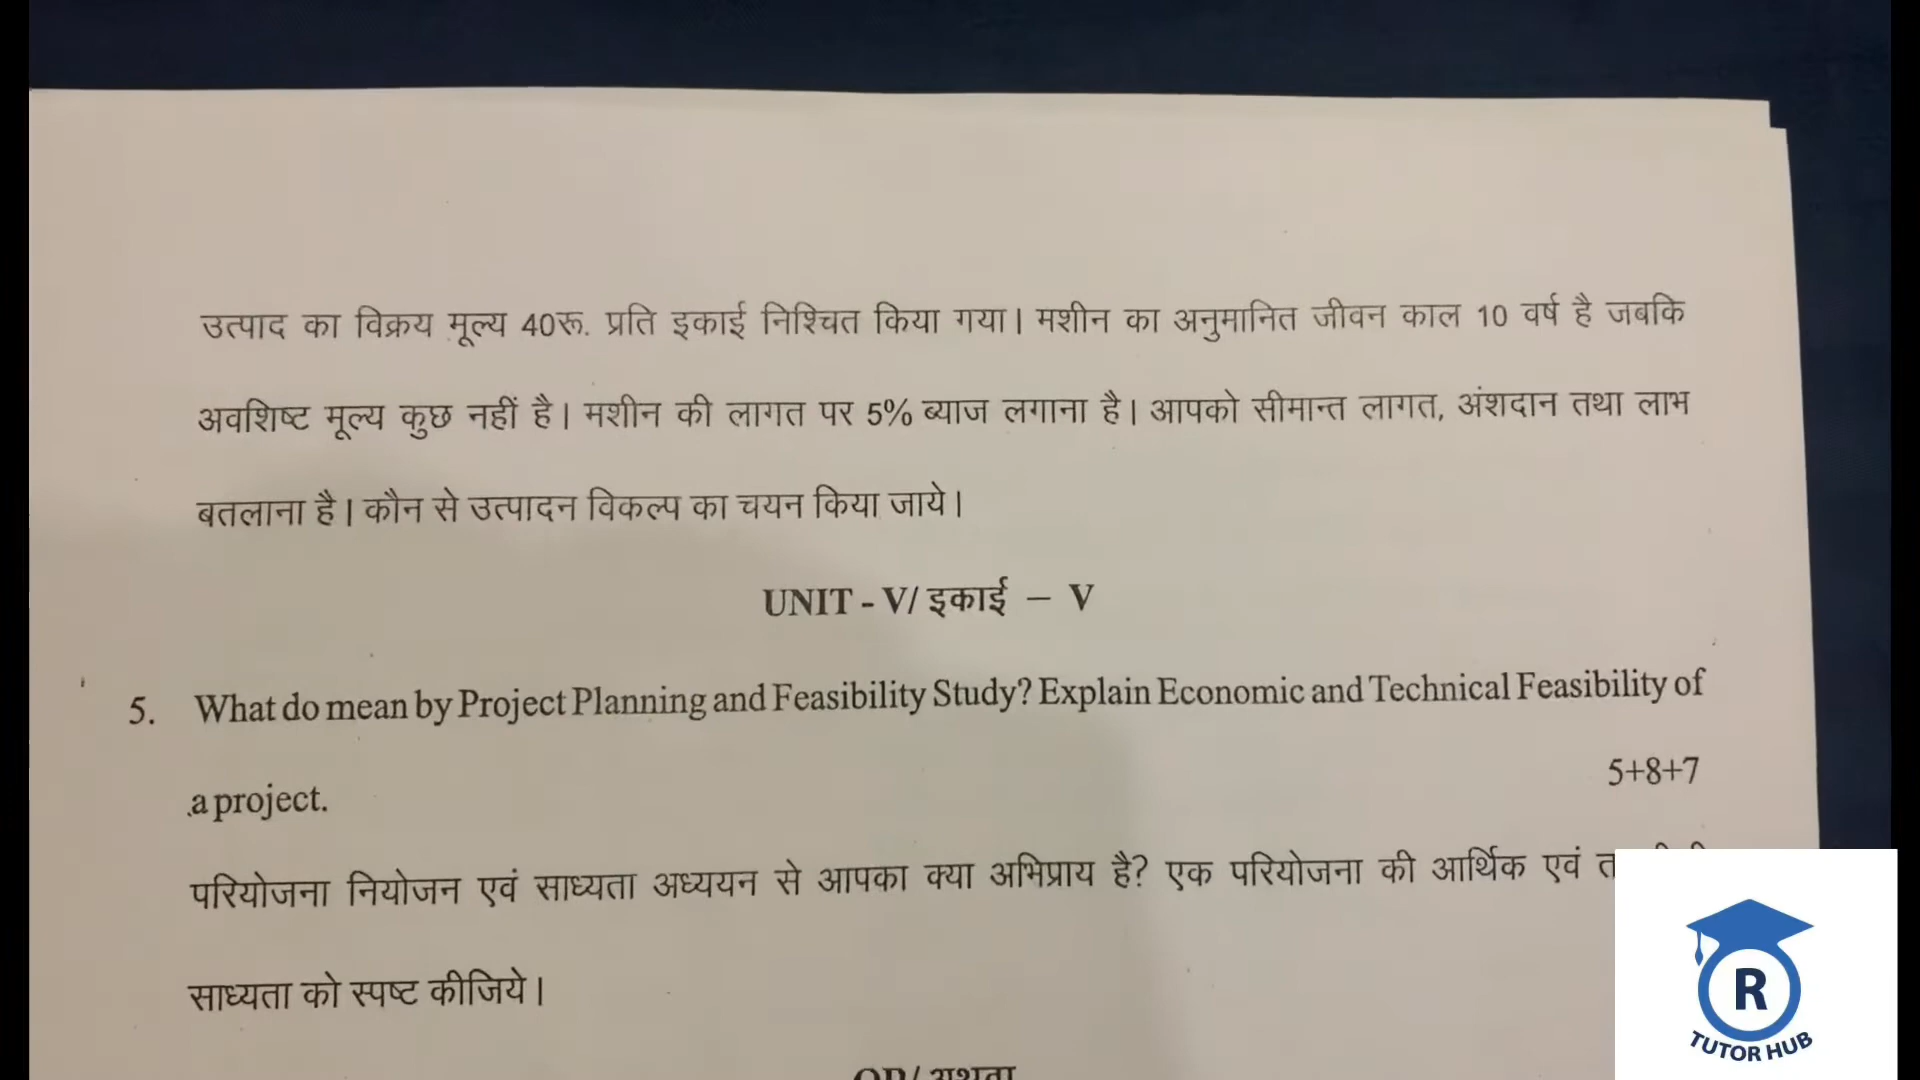 उत्पाद का विक्रय मूल्य 40रू. प्रति इकाई निश्चित किया गया। मशीन का अनुमानित जीवन काल 10 वर्ष है जबकि
अवशिष्ट मूल्य कुछ नहीं है। मशीन की लागत पर 5% ब्याज लगाना है। आपको सीमान्त लागत, अंशदान तथा लाभ
बतलाना है। कौन से उत्पादन विकल्प का चयन किया जाये।
UNIT - V/ इकाई – V
5. What do mean by Project Planning and Feasibility Study? Explain Economic and Technical Feasibility of
a project. 5+8+7
परियोजना नियोजन एवं साध्यता अध्ययन से आपका क्या अभिप्राय है? एक परियोजना की आर्थिक एवं
साध्यता को स्पष्ट कीजिये।
OR/ अथवा
R
TUTOR HUB